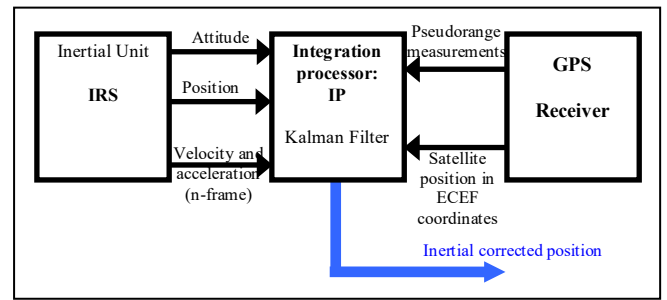 Inertial Unit
IRS
Attitude
Position
Velocity and
acceleration
(n-frame)
Integration
processor:
IP
Kalman Filter
Pseudorange
measurements
Satellite
position in
ECEF
coordinates
GPS
Receiver
Inertial corrected position